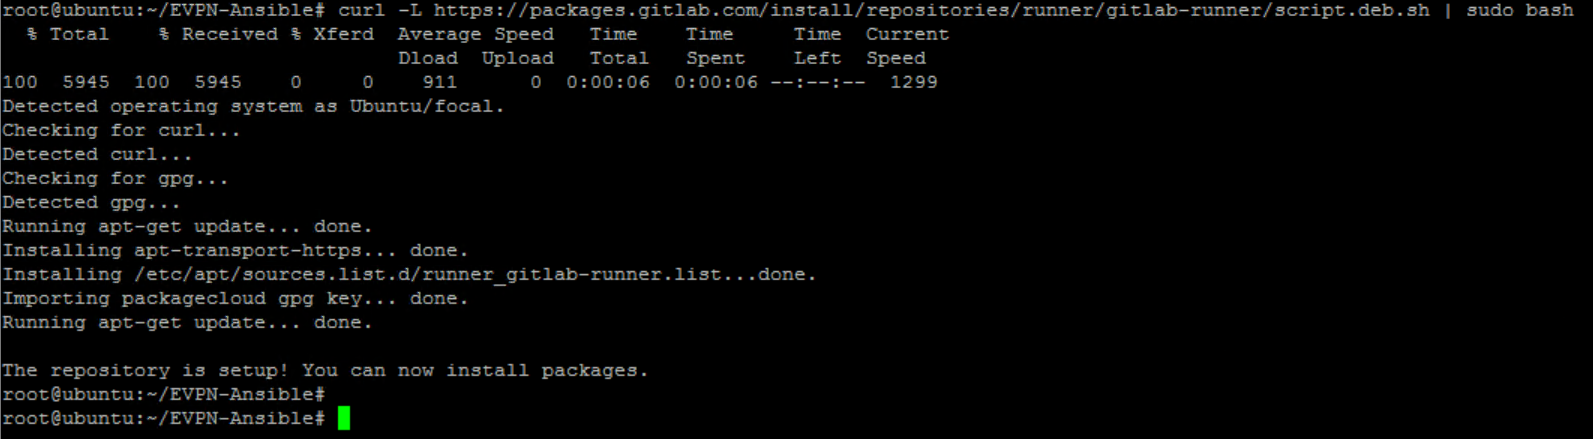 root@ubuntu:~/EVPN-Ansible# curl -L https://packages.gitlab.com/install/repositories/runner/gitlab-runner/script.deb.sh | sudo bash
  % Total    % Received % Xferd  Average Speed   Time    Time     Time  Current
                                 Dload  Upload   Total   Spent    Left  Speed
100  5945  100  5945    0     0    911      0  0:00:06  0:00:06 --:--:--  1299
Detected operating system as Ubuntu/focal.
Checking for curl...
Detected curl...
Checking for gpg...
Detected gpg...
Running apt-get update... done.
Installing apt-transport-https... done.
Installing /etc/apt/sources.list.d/runner_gitlab-runner.list...done.
Importing packagecloud gpg key... done.
Running apt-get update... done.

The repository is setup! You can now install packages.
root@ubuntu:~/EVPN-Ansible#
root@ubuntu:~/EVPN-Ansible#